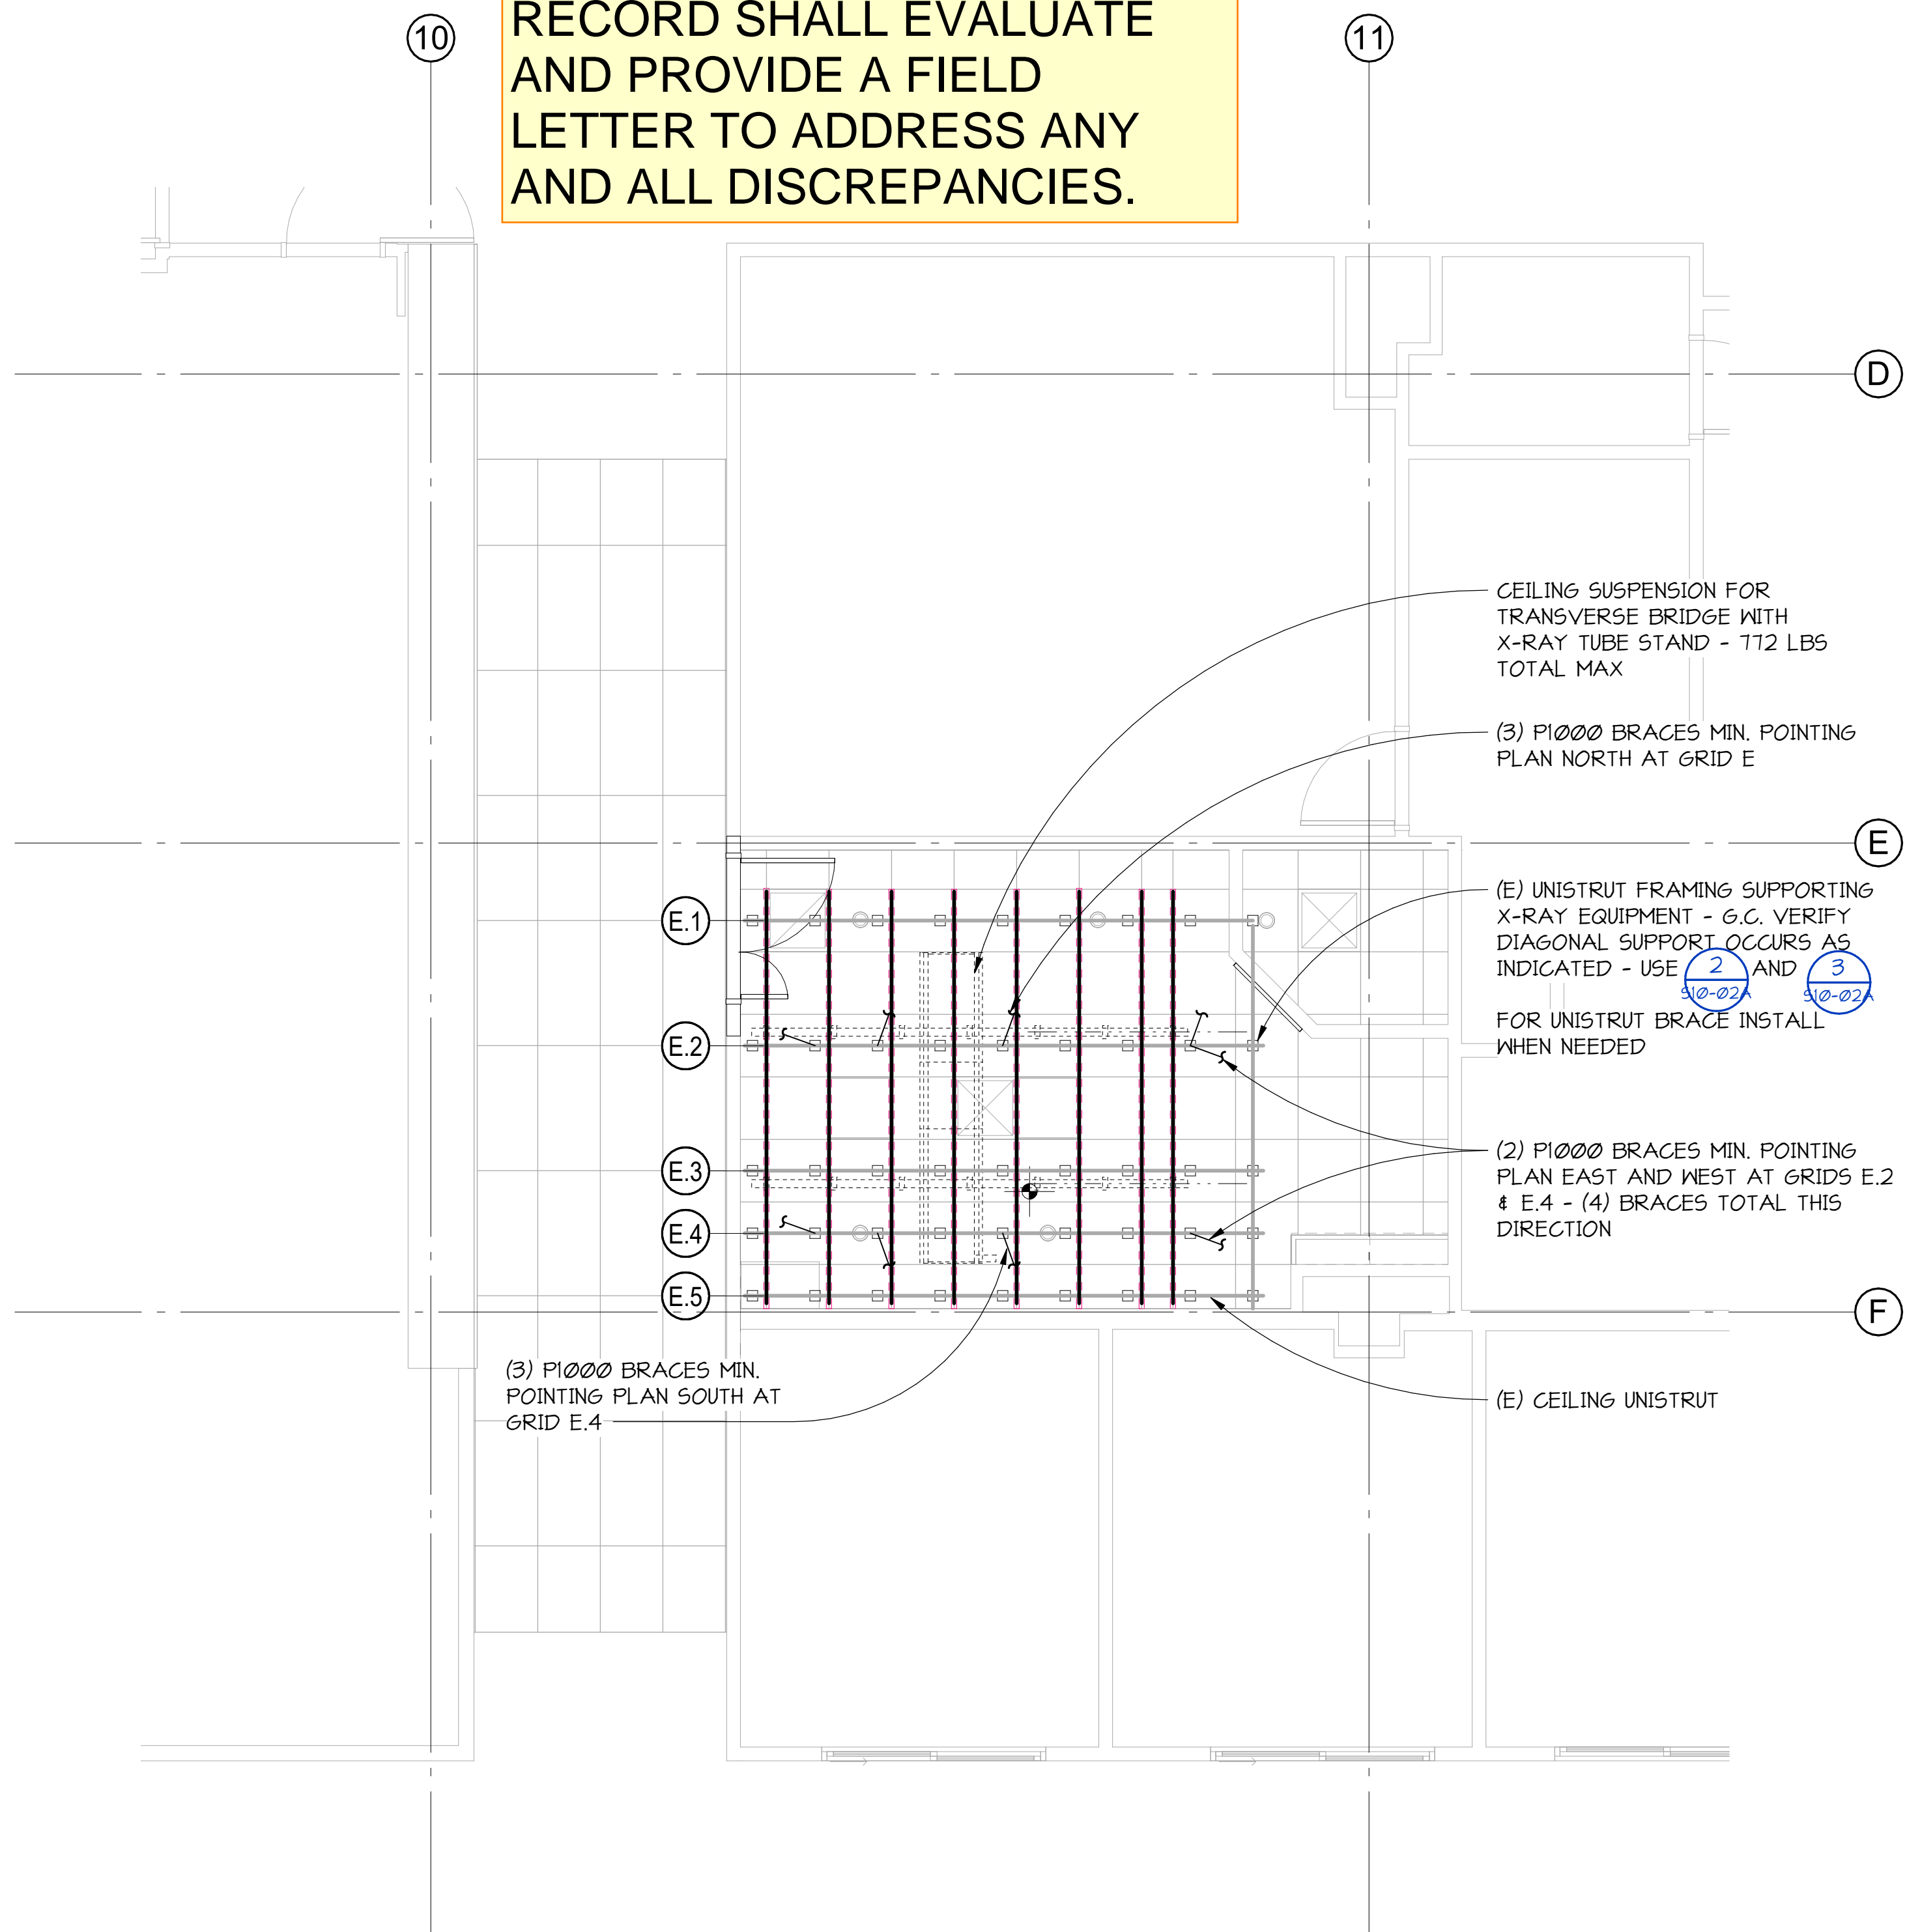 RECORD SHALL EVALUATE
AND PROVIDE A FIELD
LETTER TO ADDRESS ANY
AND ALL DISCREPANCIES.
10
11
D
CEILING SUSPENSION FOR
TRANSVERSE BRIDGE WITH
X-RAY TUBE STAND - 772 LBS
TOTAL MAX
(3) P1000 BRACES MIN. POINTING
PLAN NORTH AT GRID E
E
(E) UNISTRUT FRAMING SUPPORTING
X-RAY EQUIPMENT - G.C. VERIFY
DIAGONAL SUPPORT OCCURS AS
INDICATED - USE 2 AND 3
S10-02A S10-02A
FOR UNISTRUT BRACE INSTALL
WHEN NEEDED
E.1
E.2
(2) P1000 BRACES MIN. POINTING
PLAN EAST AND WEST AT GRIDS E.2
& E.4 - (4) BRACES TOTAL THIS
DIRECTION
E.3
E.4
E.5
F
(3) P1000 BRACES MIN.
POINTING PLAN SOUTH AT
GRID E.4
(E) CEILING UNISTRUT